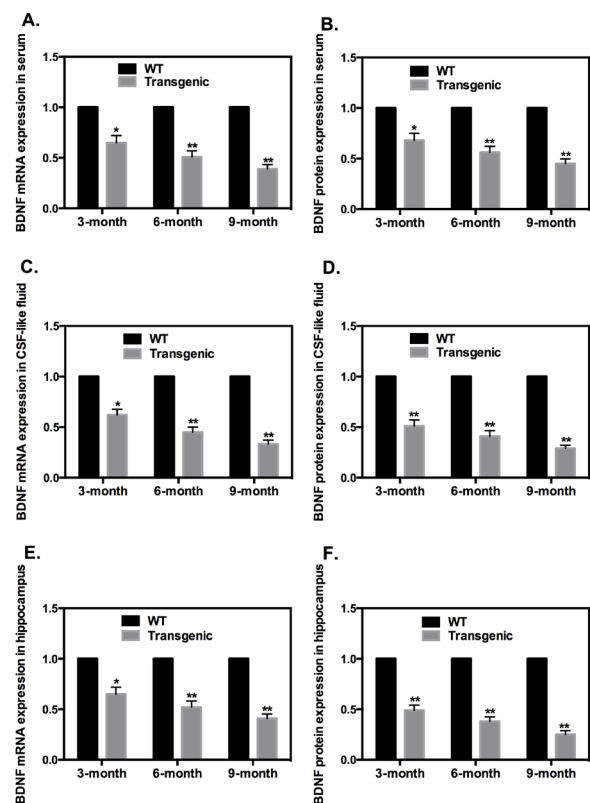 A.
BDNF mRNA expression in serum
1.5
1.0
0.5
0.0
WT
Transgenic
*
**
**
3-month
6-month
9-month
B.
BDNF protein expression in serum
1.5
1.0
0.5
0.0
WT
Transgenic
*
**
**
3-month
6-month
9-month
C.
BDNF mRNA expression in CSF-like fluid
1.5
1.0
0.5
0.0
WT
Transgenic
*
**
**
3-month
6-month
9-month
D.
BDNF protein expression in CSF-like fluid
1.5
1.0
0.5
0.0
WT
Transgenic
**
**
**
3-month
6-month
9-month
E.
BDNF mRNA expression in hippocampus
1.5
1.0
0.5
0.0
WT
Transgenic
*
**
**
3-month
6-month
9-month
F.
BDNF protein expression in hippocampus
1.5
1.0
0.5
0.0
WT
Transgenic
**
**
**
3-month
6-month
9-month